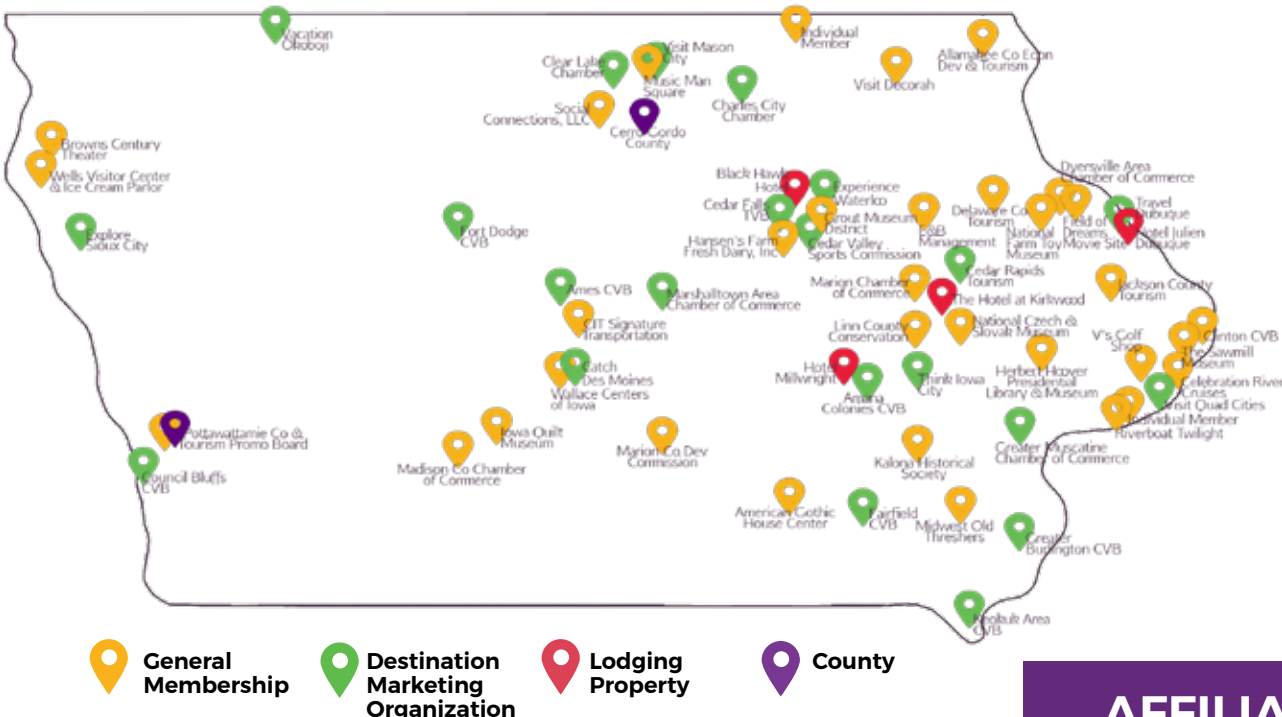 Vacation
Okoboji
Individual
Member
Allamakee Co Econ
Dev & Tourism
Visit Decorah
Clear Lake
Chamber
Visit Mason
City
Music Man
Square
Social
Connections, LLC
Cerro Gordo
County
Charles City
Chamber
Browns Century
Theater
Wells Visitor Center
& Ice Cream Parlor
Explore
Sioux City
Fort Dodge
CVB
Black Hawk
Hotel
Experience
Waterloo
Cedar Falls
TVB
Grout Museum
District
Hansen's Farm
Fresh Dairy, Inc
Cedar Valley
Sports Commission
Management
Delaware Co
Tourism
Dyersville Area
Chamber of Commerce
National
Farm Toy
Museum
Field of
Dreams
Movie Site
Travel
Dubuque
Hotel Julien
Dubuque
Ames CVB
CIT Signature
Transportation
Marshalltown Area
Chamber of Commerce
Marion Chamber
of Commerce
Cedar Rapids
Tourism
The Hotel at Kirkwood
Linn County
Conservation
National Czech &
Slovak Museum
Jackson County
Tourism
V's Golf
Shop
Clinton CVB
The Sawmill
Museum
Celebration River
Cruises
Visit Quad Cities
Individual Member
Riverboat Twilight
Catch
Des Moines
Wallace Centers
of Iowa
Hotel
Millwright
Amana
Colonies CVB
Think Iowa
City
Herbert Hoover
Presidential
Library & Museum
Pottawattamie Co &
Tourism Promo Board
Council Bluffs
CVB
Iowa Quilt
Museum
Madison Co Chamber
of Commerce
Marion Co Dev
Commission
Kalona Historical
Society
Greater Muscatine
Chamber of Commerce
American Gothic
House Center
Fairfield
CVB
Midwest Old
Threshers
Greater
Burlington CVB
Keokuk Area
CVB
General
Membership
Destination
Marketing
Organization
Lodging
Property
County
AFFILIA